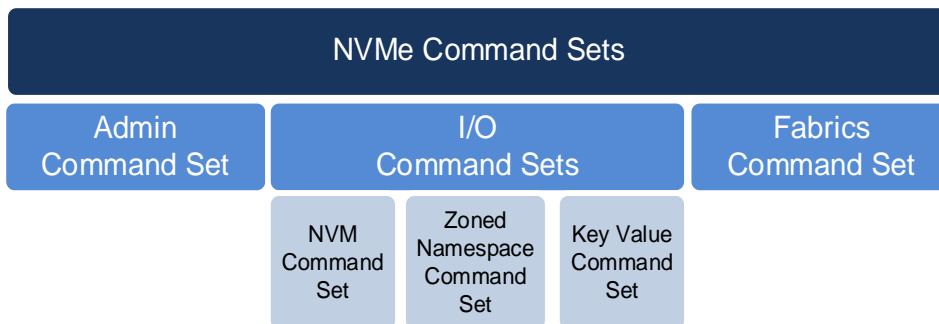 NVMe Command Sets
Admin
Command Set
I/O
Command Sets
Fabrics
Command Set
NVM
Command
Set
Zoned
Namespace
Command
Set
Key Value
Command
Set